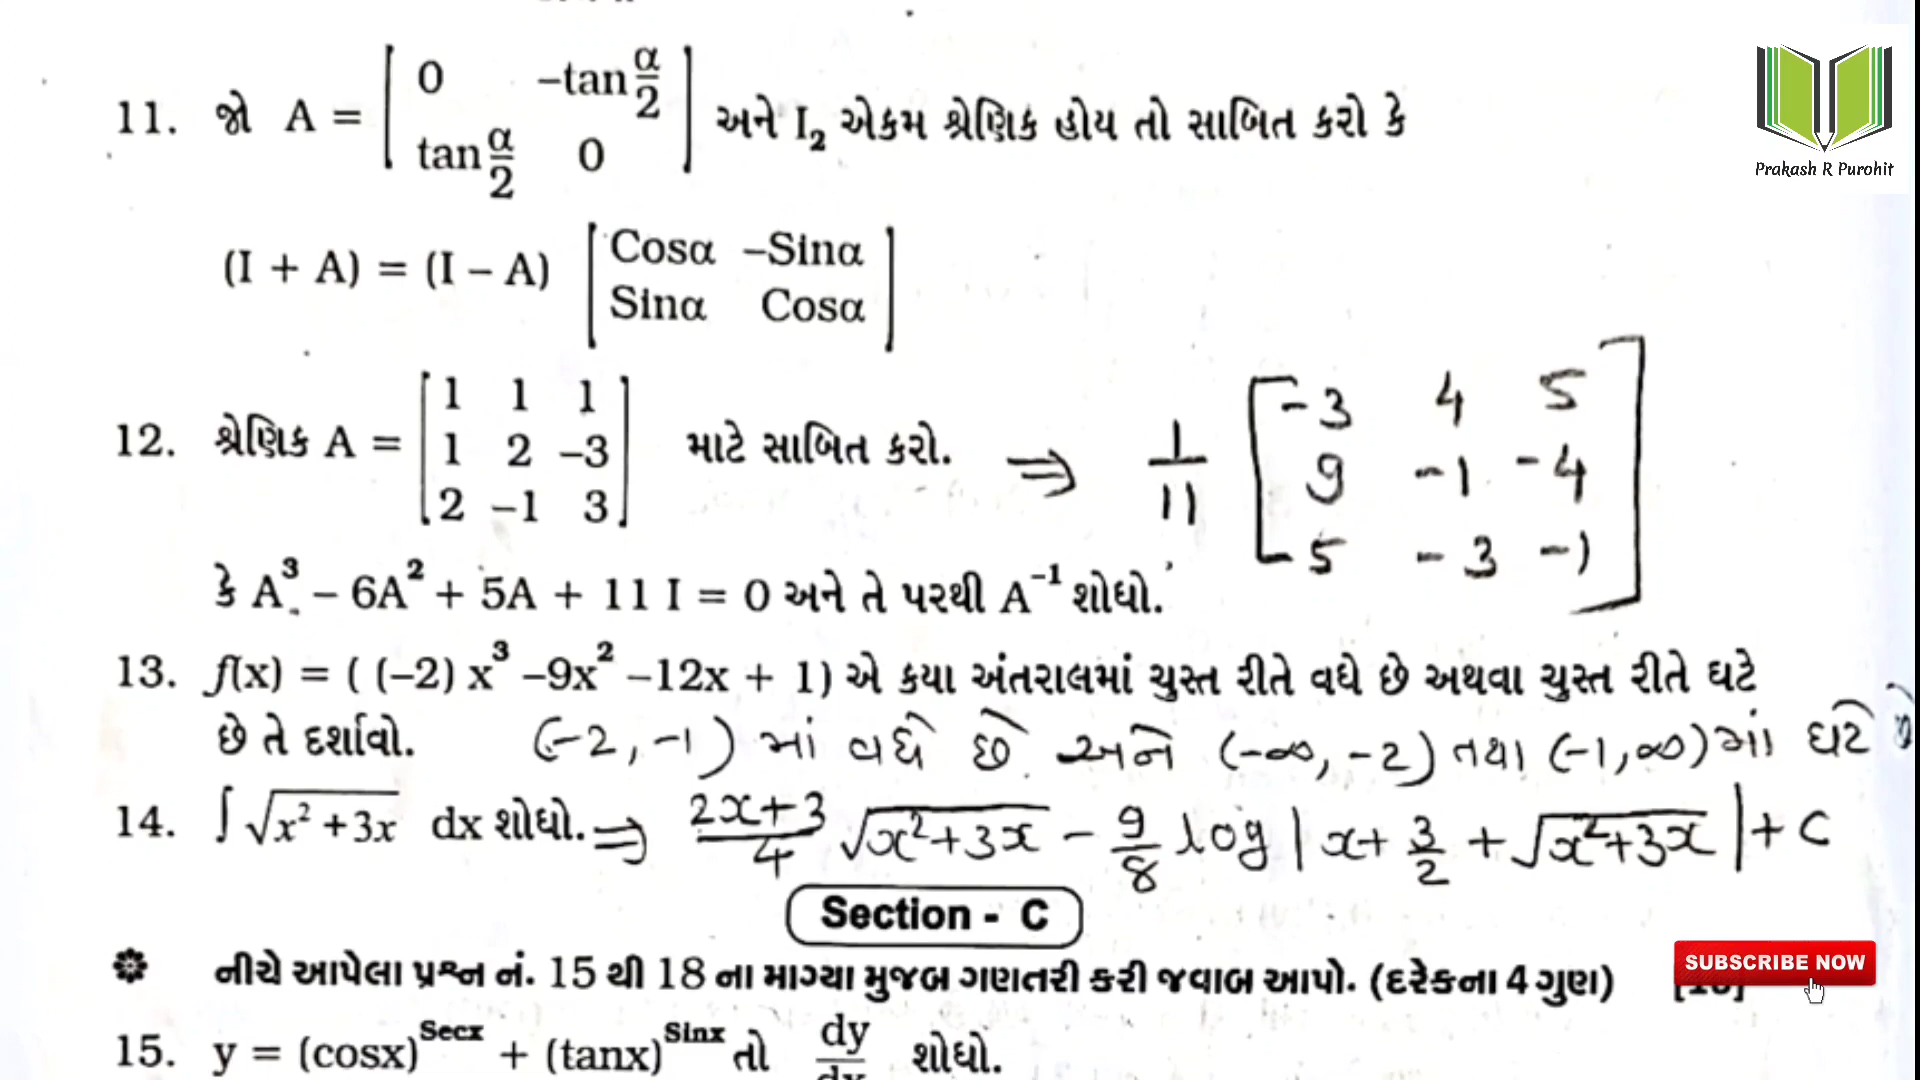 11. જો A = [ 0 –tan α/2
tan α/2 0 ] અને I₂ એકમ શ્રેણિક હોય તો સાબિત કરો કે
Prakash R Purohit
(I + A) = (I – A) [ Cosα –Sinα
Sinα Cosα ]
12. શ્રેણિક A = [ 1 1 1
1 2 –3
2 –1 3 ] માટે સાબિત કરો. ⇒ 1/11 [ -3 4 5
9 -1 -4
5 -3 -1 ]
કે A³ – 6A² + 5A + 11 I = 0 અને તે પરથી A⁻¹ શોધો.
13. f(x) = ( (–2) x³ –9x² –12x + 1) એ કયા અંતરાલમાં ચુસ્ત રીતે વધે છે અથવા ચુસ્ત રીતે ઘટે
છે તે દર્શાવો. (-2, -1) માં વધે છે અને (-∞, -2) તથા (-1, ∞) માં ઘટે
14. ∫ √(x² + 3x) dx શોધો. ⇒ (2x+3)/4 √(x²+3x) - 9/8 log | x + 3/2 + √(x²+3x) | + c
Section - C
નીચે આપેલા પ્રશ્ન નં. 15 થી 18 ના માગ્યા મુજબ ગણતરી કરી જવાબ આપો. (દરેકના 4 ગુણ)
SUBSCRIBE NOW
15. y = (cosx)^Secx + (tanx)^Sinx તો dy/dx શોધો.